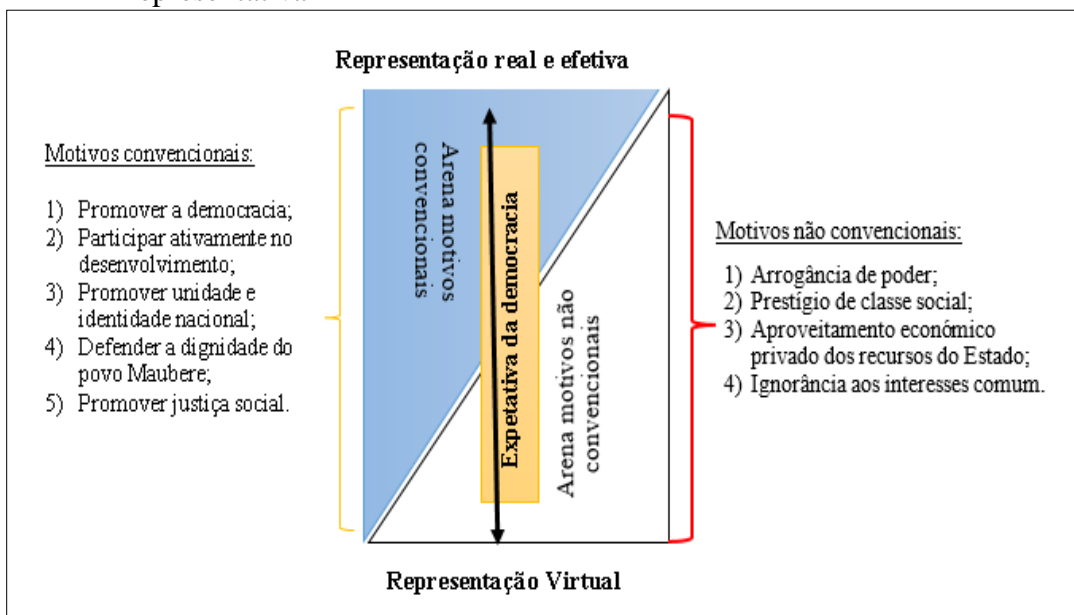 Representação real e efetiva
Motivos convencionais:
1) Promover a democracia;
2) Participar ativamente no
desenvolvimento;
3) Promover unidade e
identidade nacional;
4) Defender a dignidade do
povo Maubere;
5) Promover justiça social.
Arena motivos
convencionais
Expetativa da democracia
Arena motivos não
convencionais
Motivos não convencionais:
1) Arrogância de poder;
2) Prestígio de classe social;
3) Aproveitamento económico
privado dos recursos do Estado;
4) Ignorância aos interesses comum.
Representação Virtual